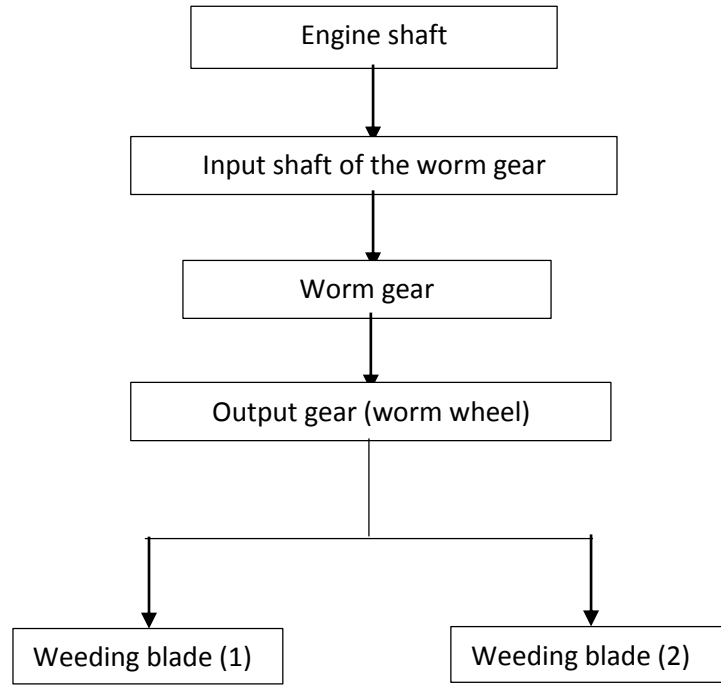 Engine shaft
Input shaft of the worm gear
Worm gear
Output gear (worm wheel)
Weeding blade (1)
Weeding blade (2)